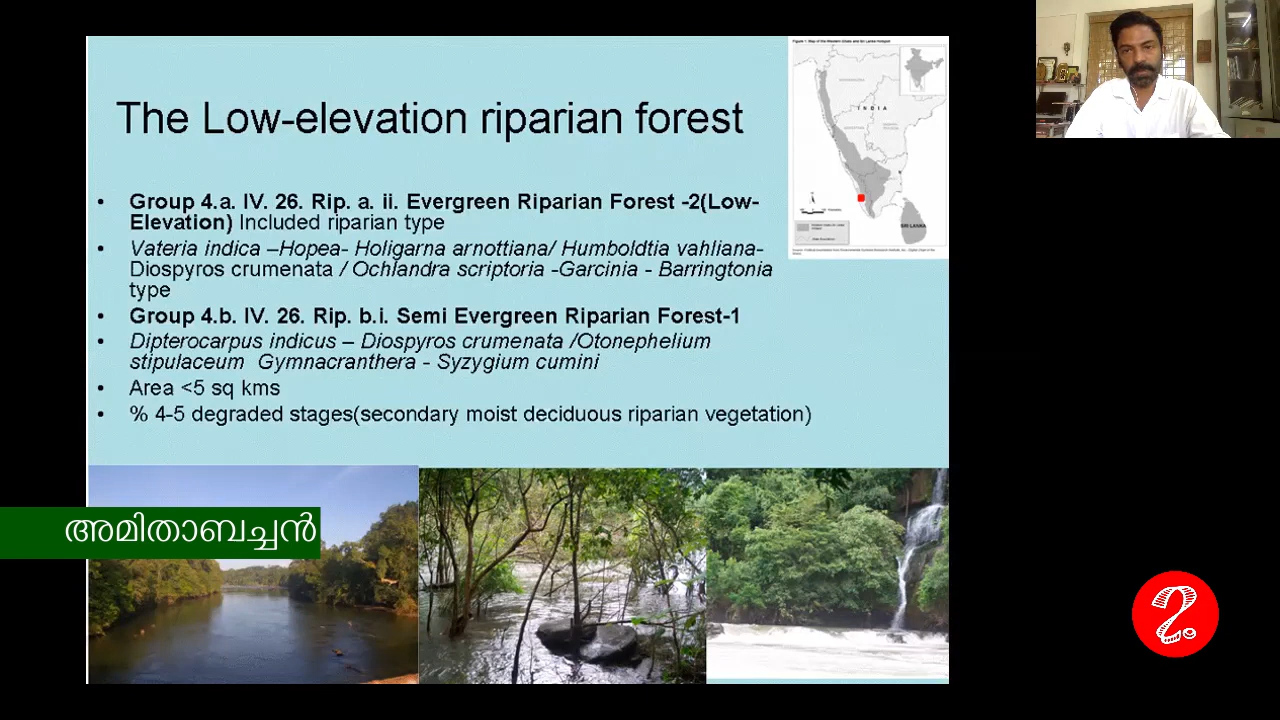 The Low-elevation riparian forest
Group 4.a. IV. 26. Rip. a. ii. Evergreen Riparian Forest -2(Low-
Elevation) Included riparian type
Vateria indica –Hopea- Holigarna arnottiana/ Humboldtia vahliana-
Diospyros crumenata / Ochlandra scriptoria -Garcinia - Barringtonia
type
Group 4.b. IV. 26. Rip. b.i. Semi Evergreen Riparian Forest-1
Dipterocarpus indicus – Diospyros crumenata /Otonephelium
stipulaceum Gymnacranthera - Syzygium cumini
Area <5 sq kms
% 4-5 degraded stages(secondary moist deciduous riparian vegetation)
INDIA
SRI LANKA
അമിതാബച്ചൻ